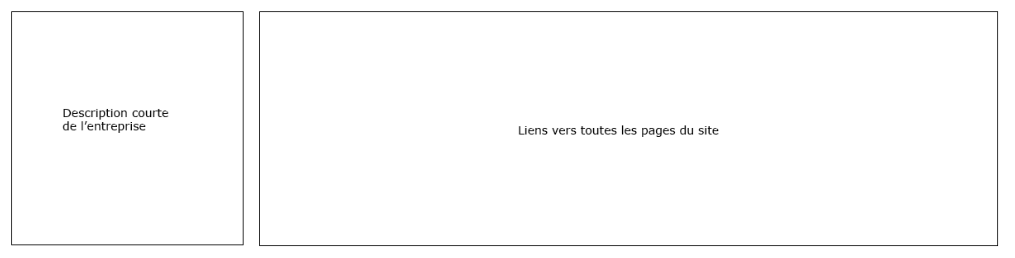 Description courte
de l’entreprise
Liens vers toutes les pages du site